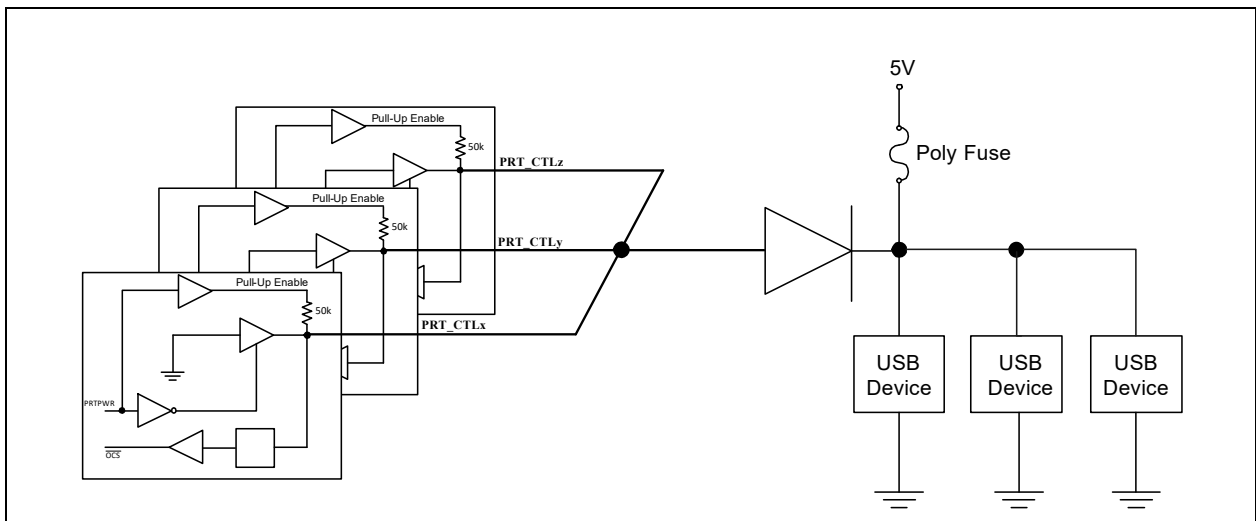 5V
Poly Fuse
Pull-Up Enable
50k
PRT_CTLz
Pull-Up Enable
50k
PRT_CTLy
Pull-Up Enable
50k
PRT_CTLx
PRTPWR
OCS
USB
Device
USB
Device
USB
Device